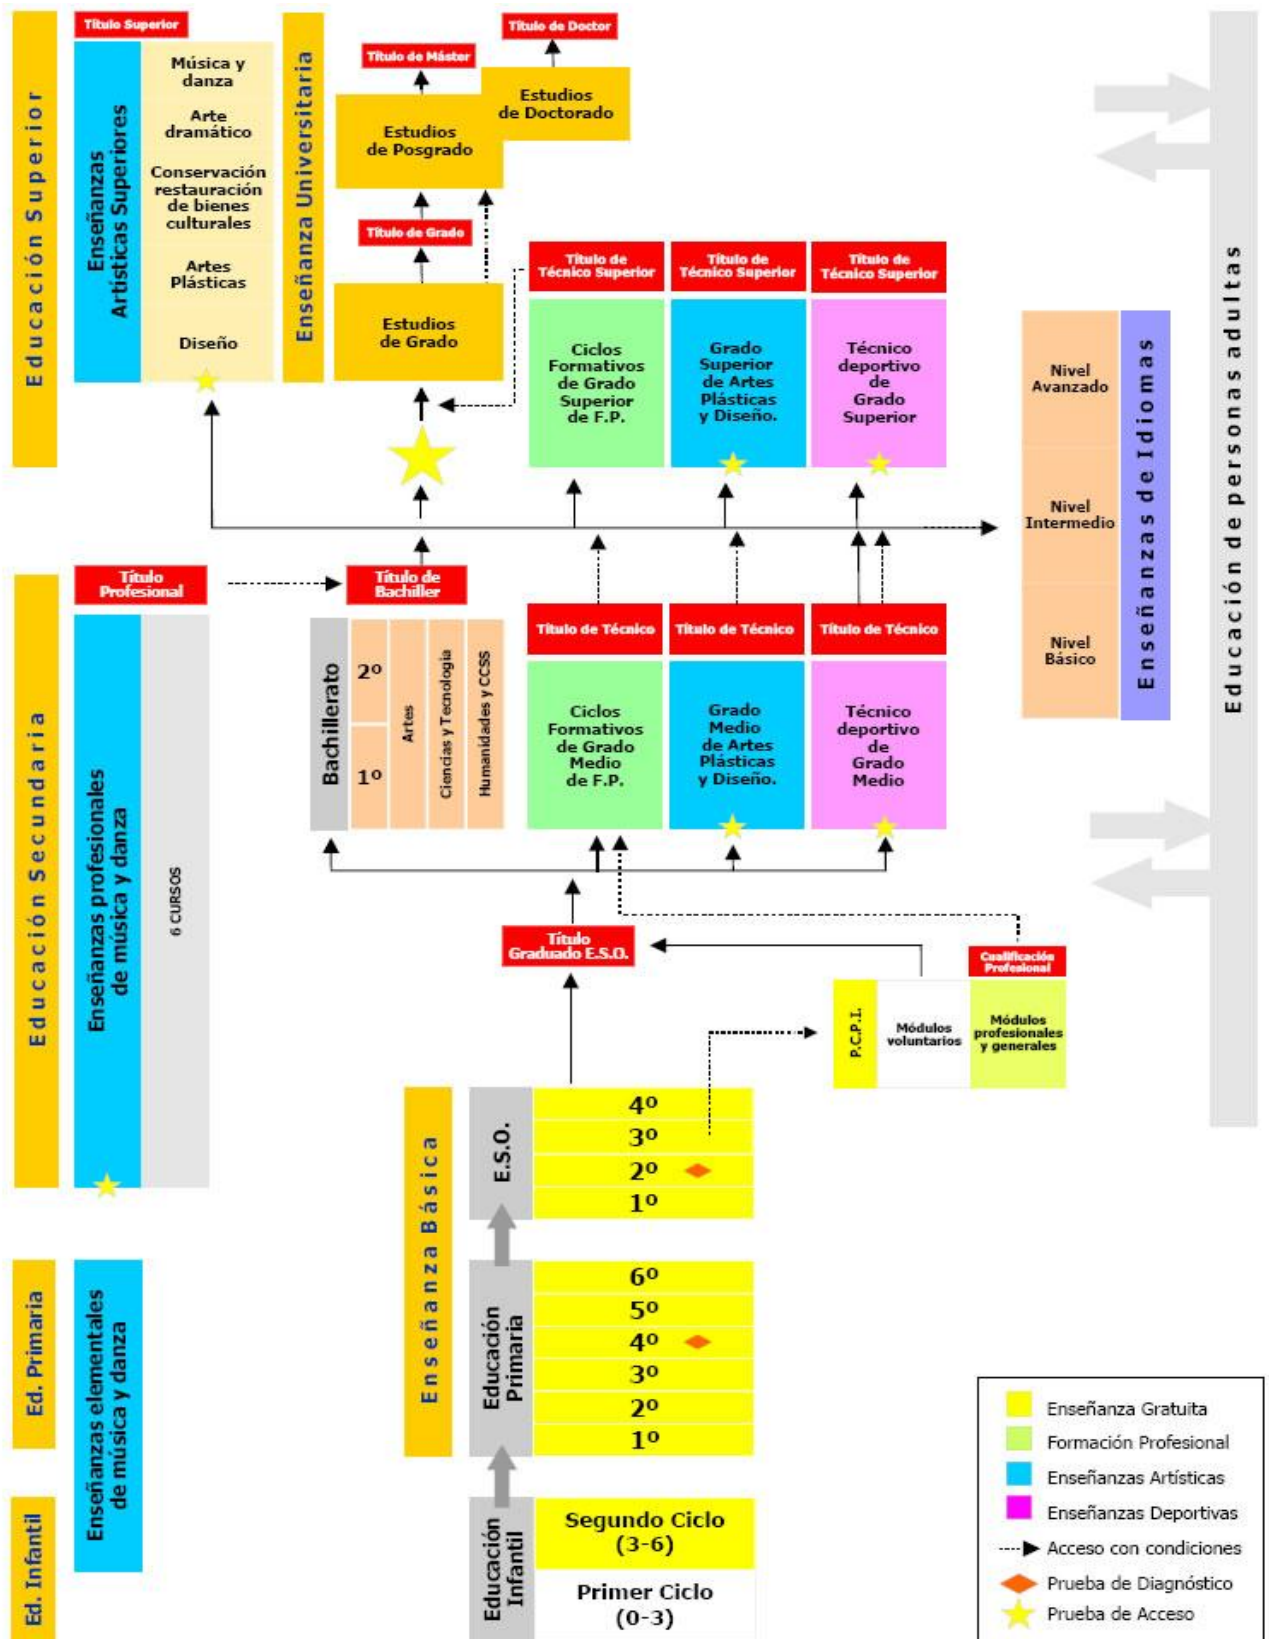 Título Superior
Título de Doctor
Título de Máster
Educación Superior
Enseñanzas
Artísticas Superiores
Música y
danza
Arte
dramático
Conservación
restauración
de bienes
culturales
Artes
Plásticas
Diseño
Enseñanza Universitaria
Estudios
de Posgrado
Estudios
de Doctorado
Título de Grado
Estudios
de Grado
Título de
Técnico Superior
Título de
Técnico Superior
Título de
Técnico Superior
Ciclos
Formativos
de Grado
Superior
de F.P.
Grado
Superior
de Artes
Plásticas
y Diseño.
Técnico
deportivo
de
Grado
Superior
Nivel
Avanzado
Nivel
Intermedio
Nivel
Básico
Enseñanzas de Idiomas
Educación de personas adultas
Educación Secundaria
Título
Profesional
Enseñanzas profesionales
de música y danza
6 CURSOS
Título de
Bachiller
Bachillerato
2º
1º
Artes
Ciencias y Tecnología
Humanidades y CCSS
Título de Técnico
Título de Técnico
Título de Técnico
Ciclos
Formativos
de Grado
Medio
de F.P.
Grado
Medio
de Artes
Plásticas
y Diseño.
Técnico
deportivo
de
Grado
Medio
Título
Graduado E.S.O.
Cualificación
Profesional
P.C.P.I.
Módulos
voluntarios
Módulos
profesionales
y generales
Enseñanza Básica
E.S.O.
4º
3º
2º
1º
Ed. Primaria
Enseñanzas elementales
de música y danza
Educación
Primaria
6º
5º
4º
3º
2º
1º
Ed. Infantil
Educación
Infantil
Segundo Ciclo
(3-6)
Primer Ciclo
(0-3)
Enseñanza Gratuita
Formación Profesional
Enseñanzas Artísticas
Enseñanzas Deportivas
Acceso con condiciones
Prueba de Diagnóstico
Prueba de Acceso